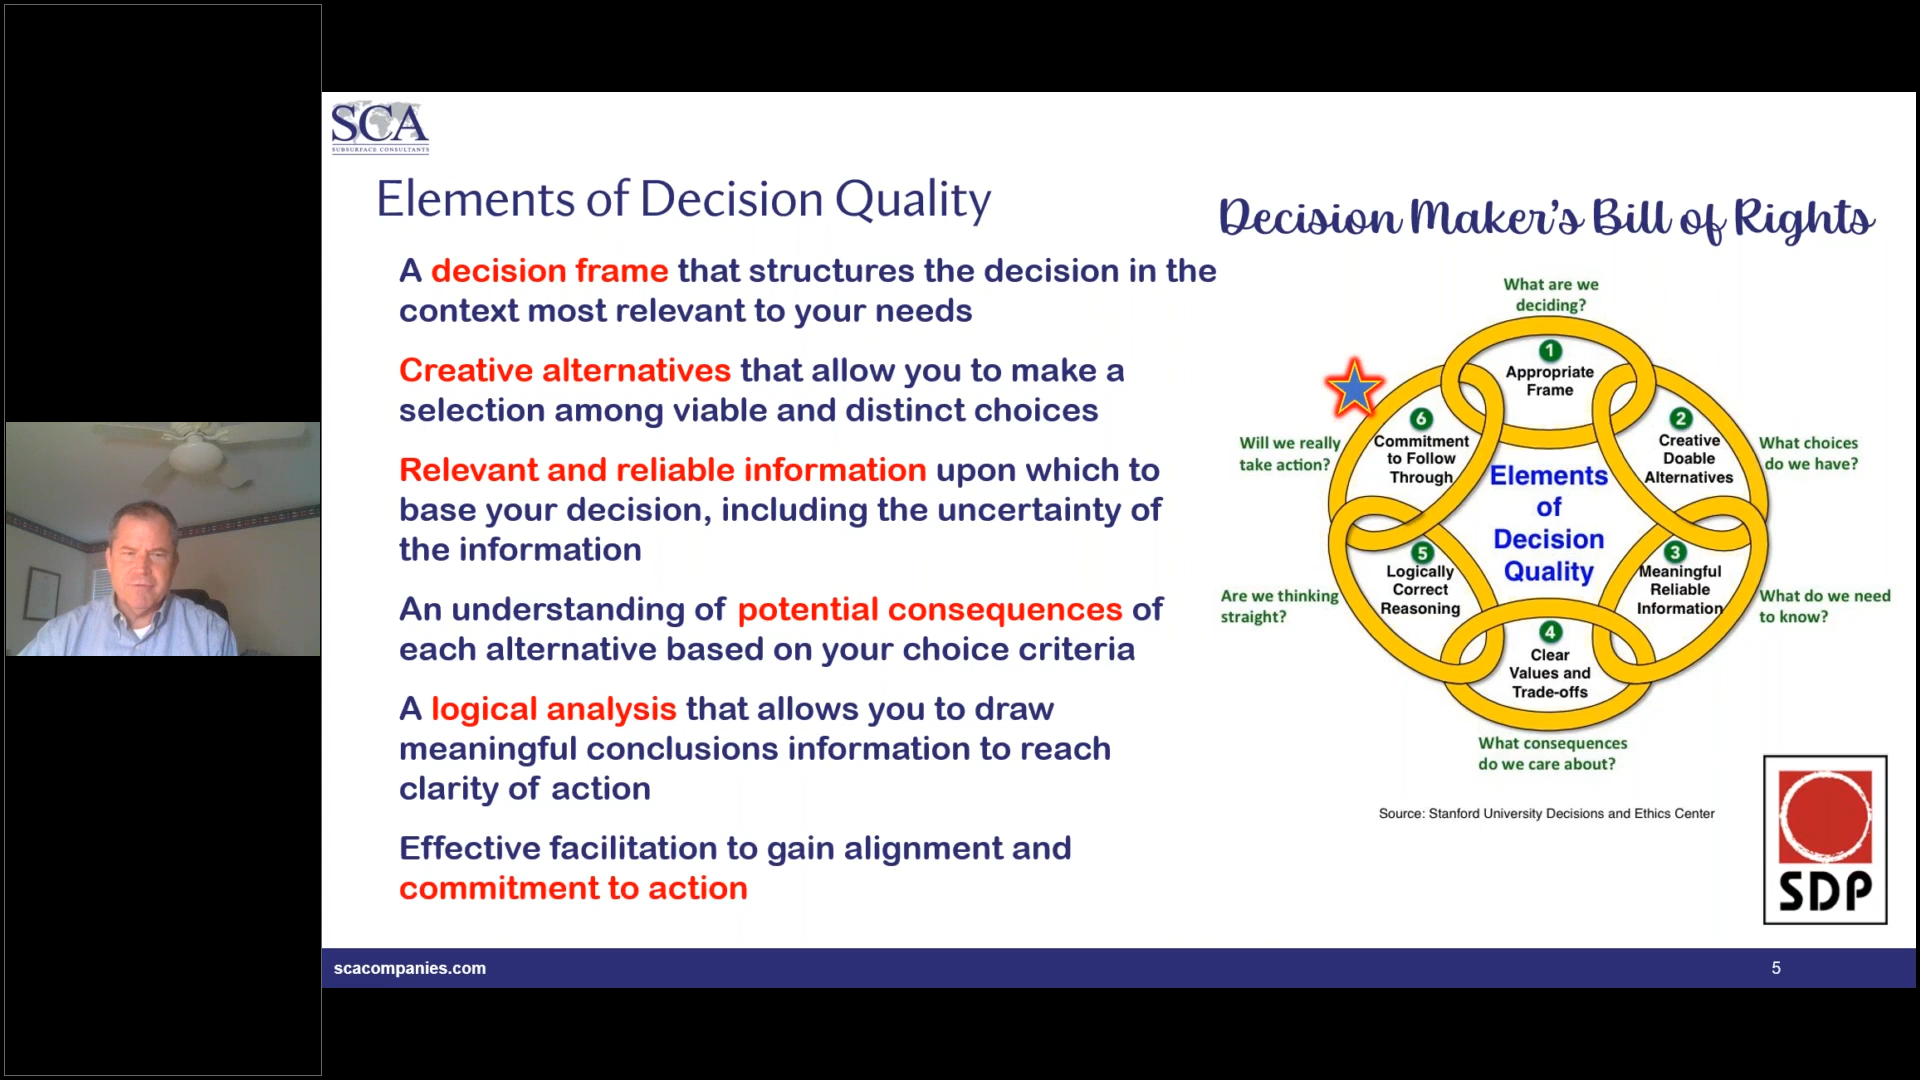 SCA
SUBSURFACE CONSULTANTS
Elements of Decision Quality
A decision frame that structures the decision in the
context most relevant to your needs
Creative alternatives that allow you to make a
selection among viable and distinct choices
Relevant and reliable information upon which to
base your decision, including the uncertainty of
the information
An understanding of potential consequences of
each alternative based on your choice criteria
A logical analysis that allows you to draw
meaningful conclusions information to reach
clarity of action
Effective facilitation to gain alignment and
commitment to action
Decision Maker's Bill of Rights
What are we
deciding?
1
Appropriate
Frame
2
Creative
Doable
Alternatives
What choices
do we have?
3
Meaningful
Reliable
Information
What do we need
to know?
4
Clear
Values and
Trade-offs
What consequences
do we care about?
5
Logically
Correct
Reasoning
Are we thinking
straight?
6
Commitment
to Follow
Through
Will we really
take action?
Elements
of
Decision
Quality
Source: Stanford University Decisions and Ethics Center
SDP
scacompanies.com
5